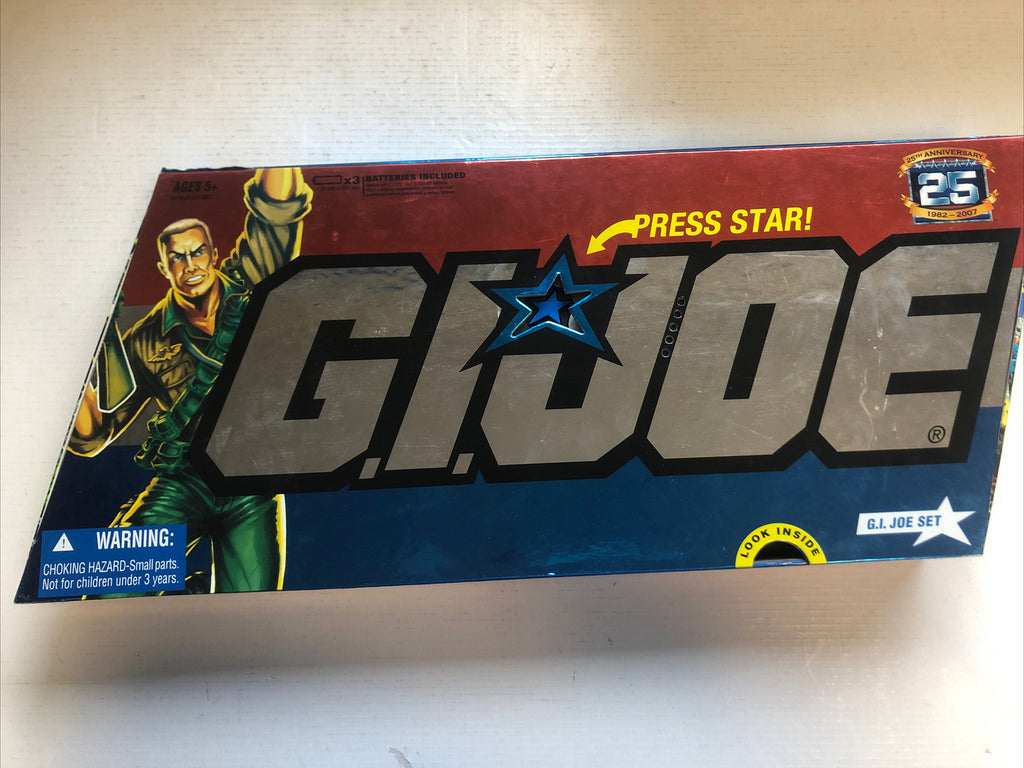 AGES 5+
x3 BATTERIES INCLUDED
25TH ANNIVERSARY
25
1982 - 2007
PRESS STAR!
G.I. JOE
®
WARNING:
CHOKING HAZARD-Small parts.
Not for children under 3 years.
LOOK INSIDE
G.I. JOE SET